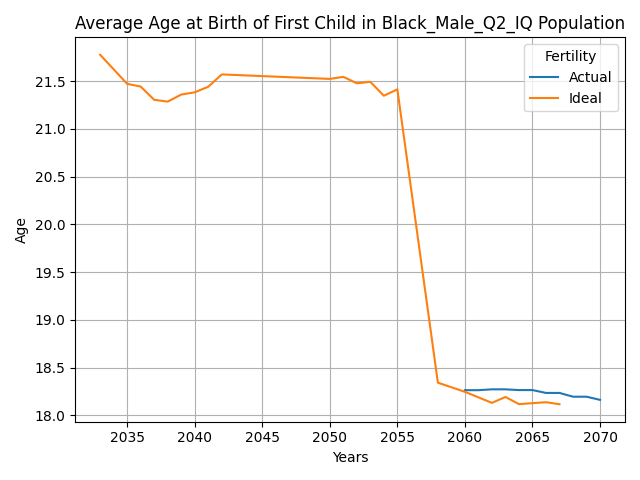 Average Age at Birth of First Child in Black_Male_Q2_IQ Population
Fertility
Actual
Ideal
21.5
21.0
20.5
20.0
19.5
19.0
18.5
18.0
Age
2035 2040 2045 2050 2055 2060 2065 2070
Years